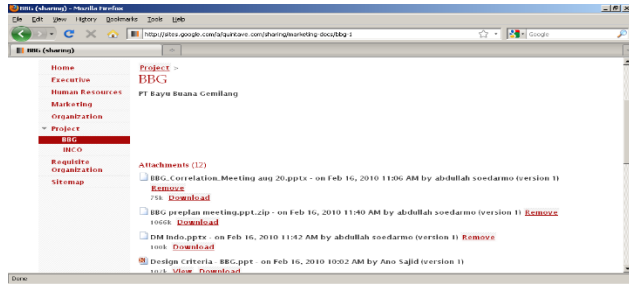 BBG (sharing) - Mozilla Firefox
File Edit View History Bookmarks Tools Help
http://sites.google.com/a/quintave.com/sharing/marketing-docs/bbg-1
Google
BBG (sharing)
Home
Executive
Human Resources
Marketing
Organization
Project
BBG
INCO
Requisite
Organization
Sitemap
Project >
BBG
PT Bayu Buana Gemilang
Attachments (12)
BBG_Correlation_Meeting aug 20.pptx - on Feb 16, 2010 11:06 AM by abdullah soedarmo (version 1)
Remove
75k Download
BBG preplan meeting.ppt.zip - on Feb 16, 2010 11:40 AM by abdullah soedarmo (version 1) Remove
1066k Download
DM Indo.pptx - on Feb 16, 2010 11:42 AM by abdullah soedarmo (version 1) Remove
100k Download
Design Criteria - BBG.ppt - on Feb 16, 2010 10:02 AM by Ano Sajid (version 1)
View Download
Done